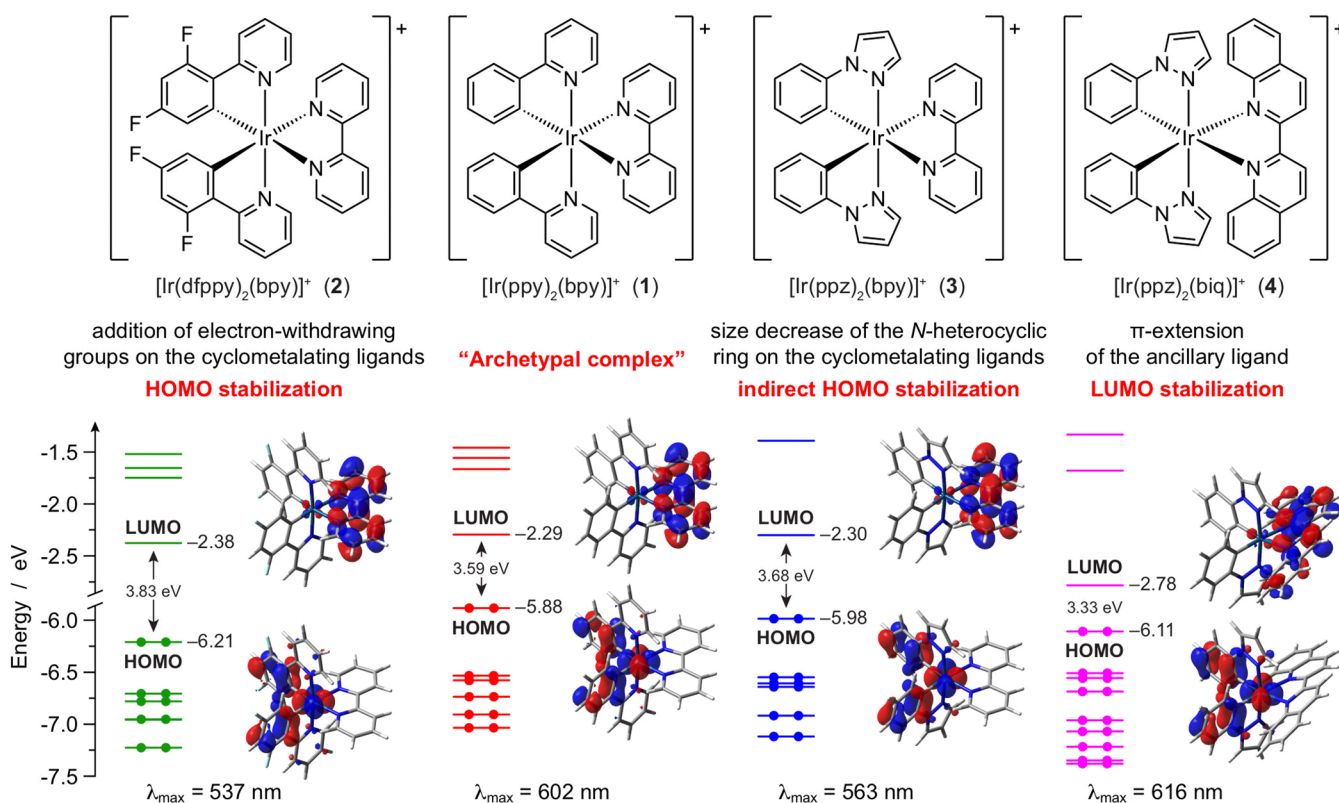 [Ir(dfppy)₂(bpy)]⁺ (2)
[Ir(ppy)₂(bpy)]⁺ (1)
[Ir(ppz)₂(bpy)]⁺ (3)
[Ir(ppz)₂(biq)]⁺ (4)
F
F
F
F
N
N
N
N
Ir
+
N
N
N
N
Ir
+
N
N
N
N
N
N
Ir
+
N
N
N
N
N
N
Ir
+
addition of electron-withdrawing
groups on the cyclometalating ligands
HOMO stabilization
"Archetypal complex"
size decrease of the N-heterocyclic
ring on the cyclometalating ligands
indirect HOMO stabilization
π-extension
of the ancillary ligand
LUMO stabilization
Energy / eV
-1.5
-2.0
-2.5
-6.0
-6.5
-7.0
-7.5
LUMO
−2.38
3.83 eV
−6.21
HOMO
λmax = 537 nm
LUMO
−2.29
3.59 eV
−5.88
HOMO
λmax = 602 nm
LUMO
−2.30
3.68 eV
−5.98
HOMO
λmax = 563 nm
LUMO
−2.78
3.33 eV
−6.11
HOMO
λmax = 616 nm